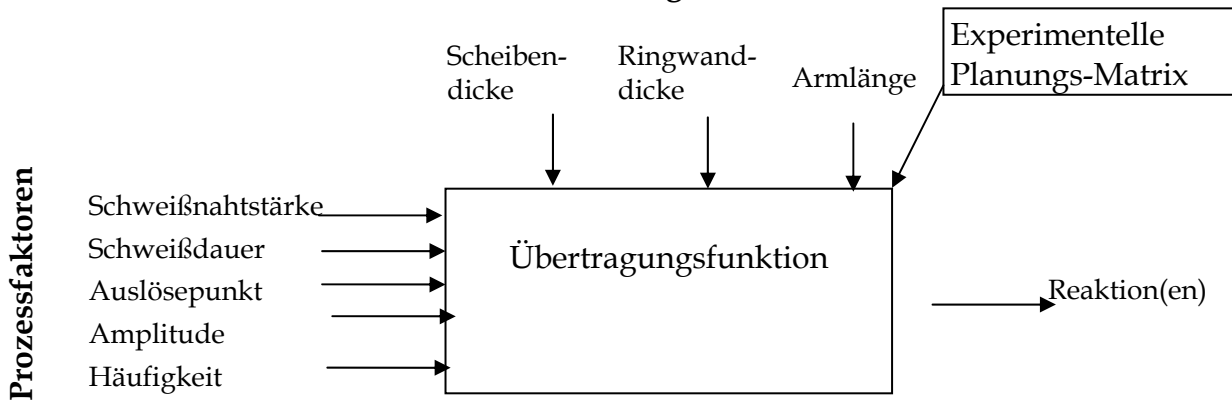 Experimentelle
Planungs-Matrix
Scheiben-
dicke
Ringwand-
dicke
Armlänge
Prozessfaktoren
Schweißnahtstärke
Schweißdauer
Auslösepunkt
Amplitude
Häufigkeit
Übertragungsfunktion
Reaktion(en)